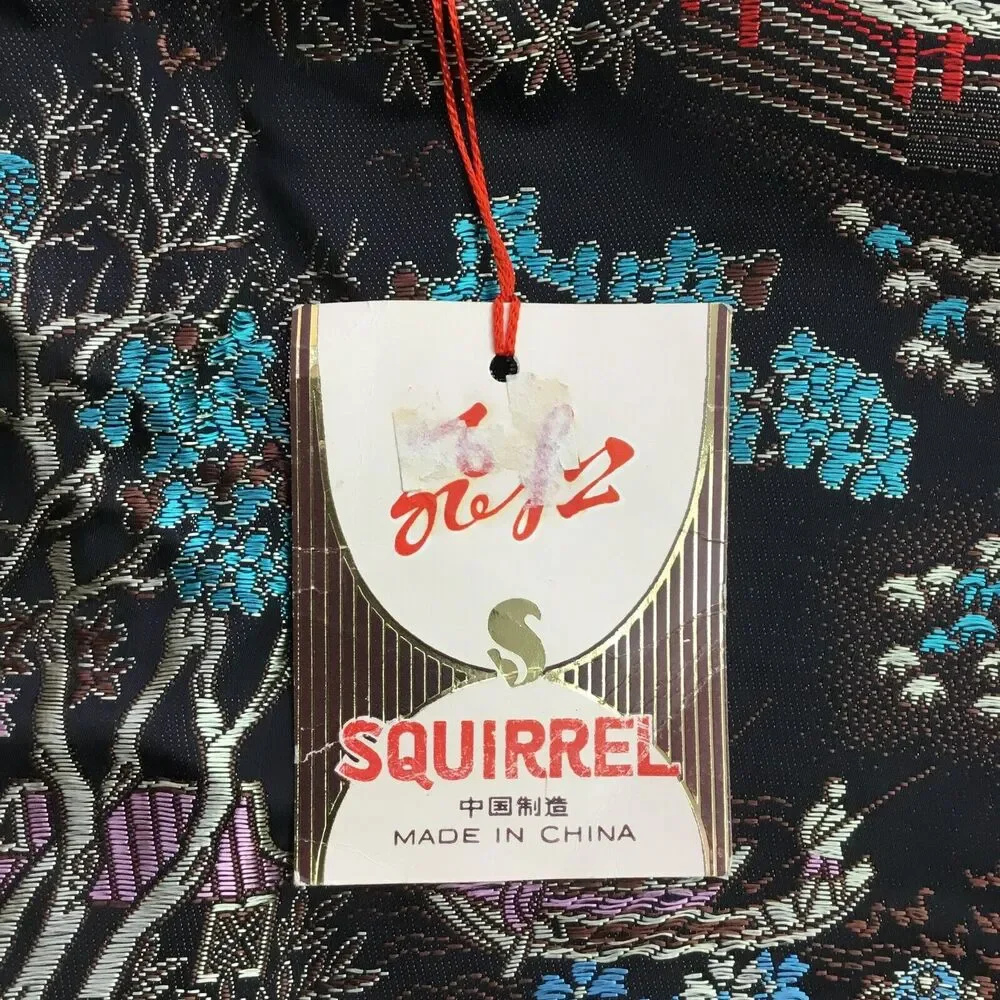 S
SQUIRREL
中国制造
MADE IN CHINA